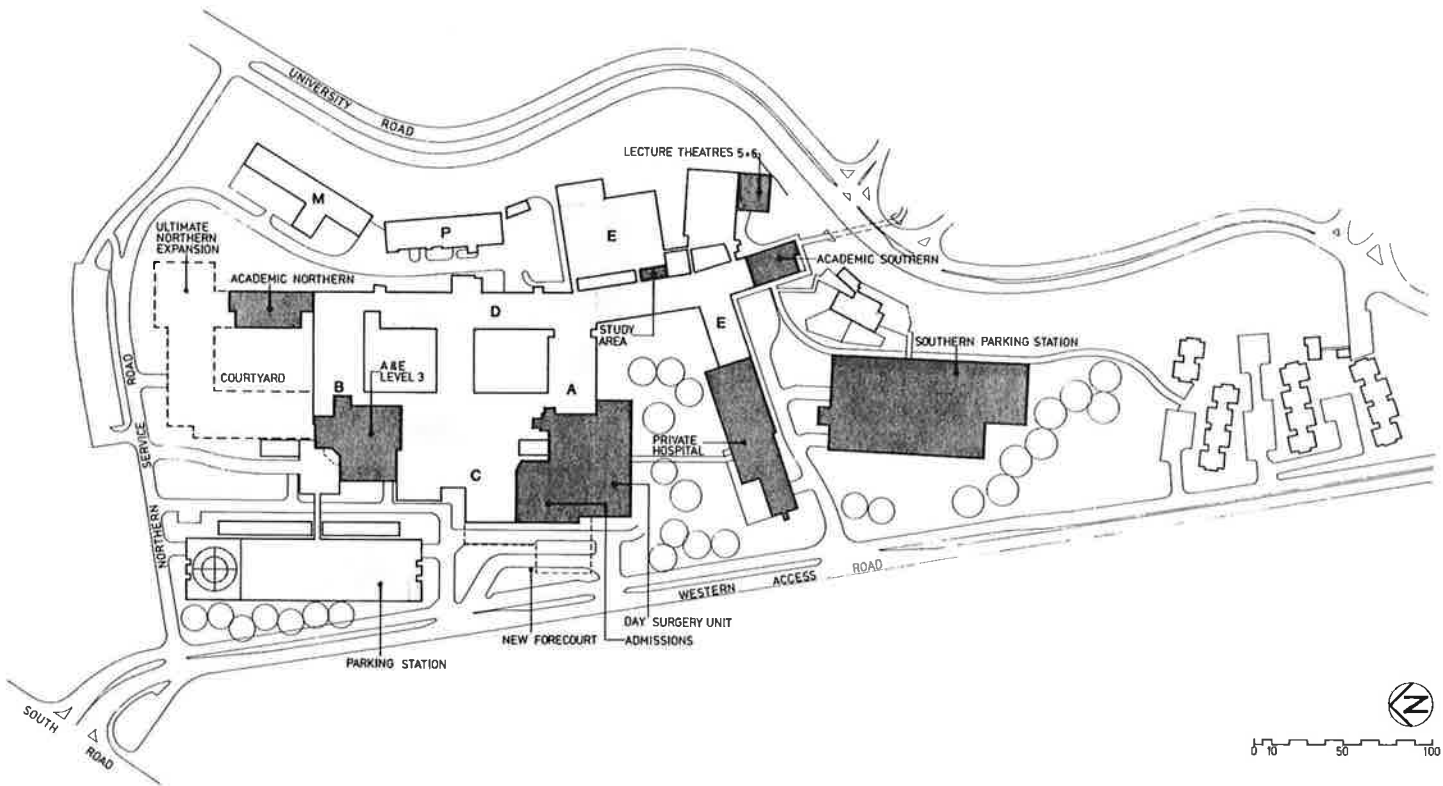 UNIVERSITY
ROAD
LECTURE THEATRES 5+6
M
P
E
ULTIMATE
NORTHERN
EXPANSION
ACADEMIC NORTHERN
ACADEMIC SOUTHERN
D
STUDY
AREA
E
SOUTHERN PARKING STATION
A&E
LEVEL 3
COURTYARD
B
A
PRIVATE
HOSPITAL
C
NORTHERN SERVICE ROAD
WESTERN ACCESS ROAD
DAY SURGERY UNIT
NEW FORECOURT
ADMISSIONS
PARKING STATION
SOUTH
ROAD
N
0 10 50 100